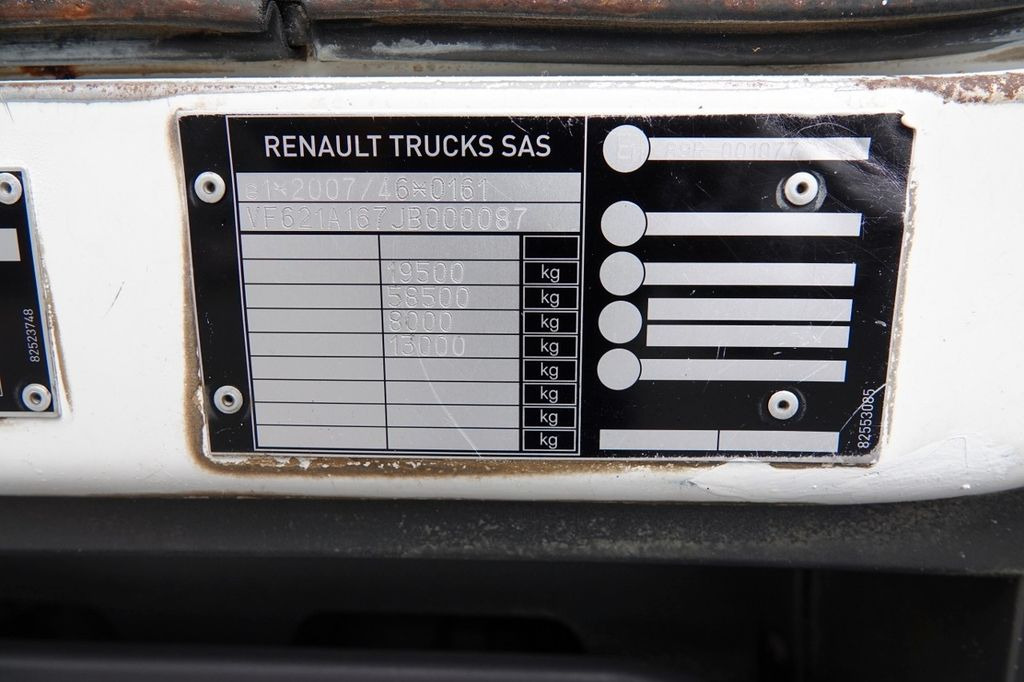 RENAULT TRUCKS SAS
e1*2007/46*0161
VF621A167JB000087
19500 kg
58500 kg
8000 kg
13000 kg
kg
kg
kg
kg
001077
82553085
82523748